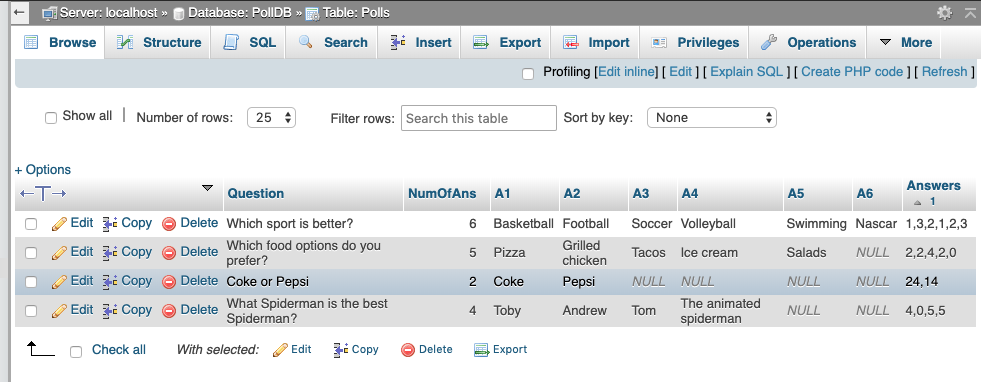 Server: localhost » Database: PollDB » Table: Polls
Browse Structure SQL Search Insert Export Import Privileges Operations More
Profiling [Edit inline] [ Edit ] [ Explain SQL ] [ Create PHP code ] [ Refresh ]
Show all | Number of rows: 25 Filter rows: Search this table Sort by key: None
+ Options
←T→ Question NumOfAns A1 A2 A3 A4 A5 A6 Answers 1
Edit Copy Delete Which sport is better? 6 Basketball Football Soccer Volleyball Swimming Nascar 1,3,2,1,2,3
Edit Copy Delete Which food options do you prefer? 5 Pizza Grilled chicken Tacos Ice cream Salads NULL 2,2,4,2,0
Edit Copy Delete Coke or Pepsi 2 Coke Pepsi NULL NULL NULL NULL 24,14
Edit Copy Delete What Spiderman is the best Spiderman? 4 Toby Andrew Tom The animated spiderman NULL NULL 4,0,5,5
Check all With selected: Edit Copy Delete Export